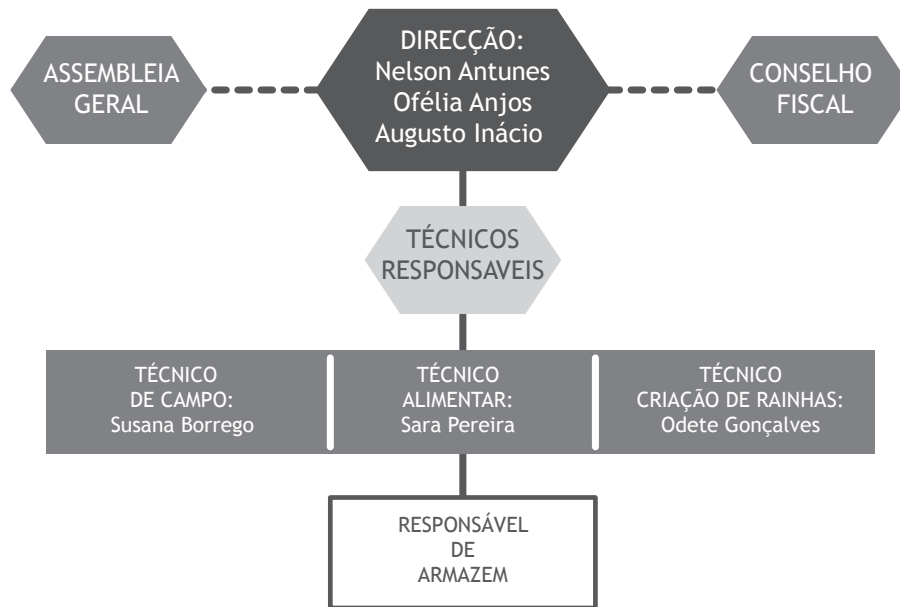 ASSEMBLEIA
GERAL
DIRECÇÃO:
Nelson Antunes
Ofélia Anjos
Augusto Inácio
CONSELHO
FISCAL
TÉCNICOS
RESPONSAVEIS
TÉCNICO
DE CAMPO:
Susana Borrego
TÉCNICO
ALIMENTAR:
Sara Pereira
TÉCNICO
CRIAÇÃO DE RAINHAS:
Odete Gonçalves
RESPONSÁVEL
DE
ARMAZEM